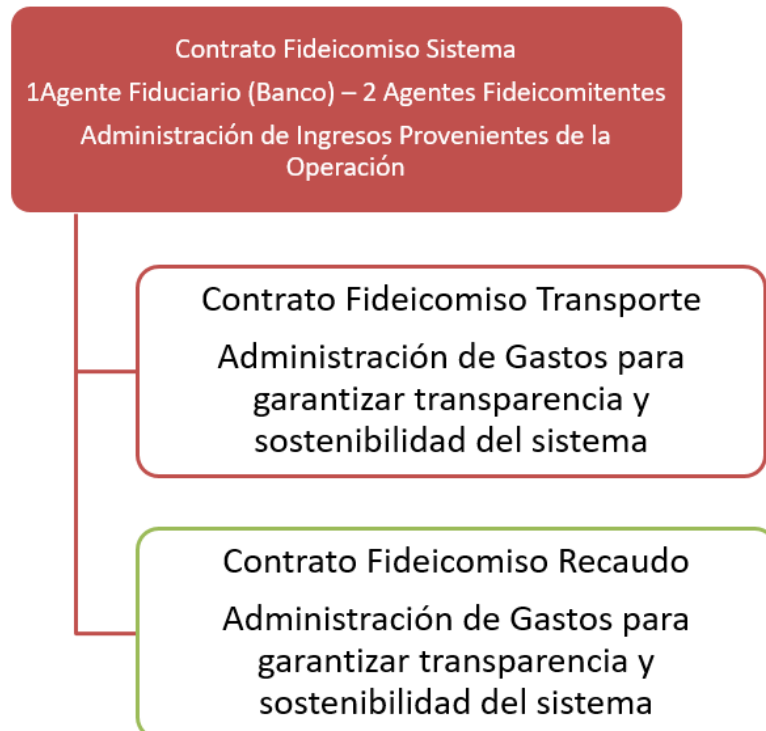 Contrato Fideicomiso Sistema
1Agente Fiduciario (Banco) – 2 Agentes Fideicomitentes
Administración de Ingresos Provenientes de la
Operación
Contrato Fideicomiso Transporte
Administración de Gastos para
garantizar transparencia y
sostenibilidad del sistema
Contrato Fideicomiso Recaudo
Administración de Gastos para
garantizar transparencia y
sostenibilidad del sistema